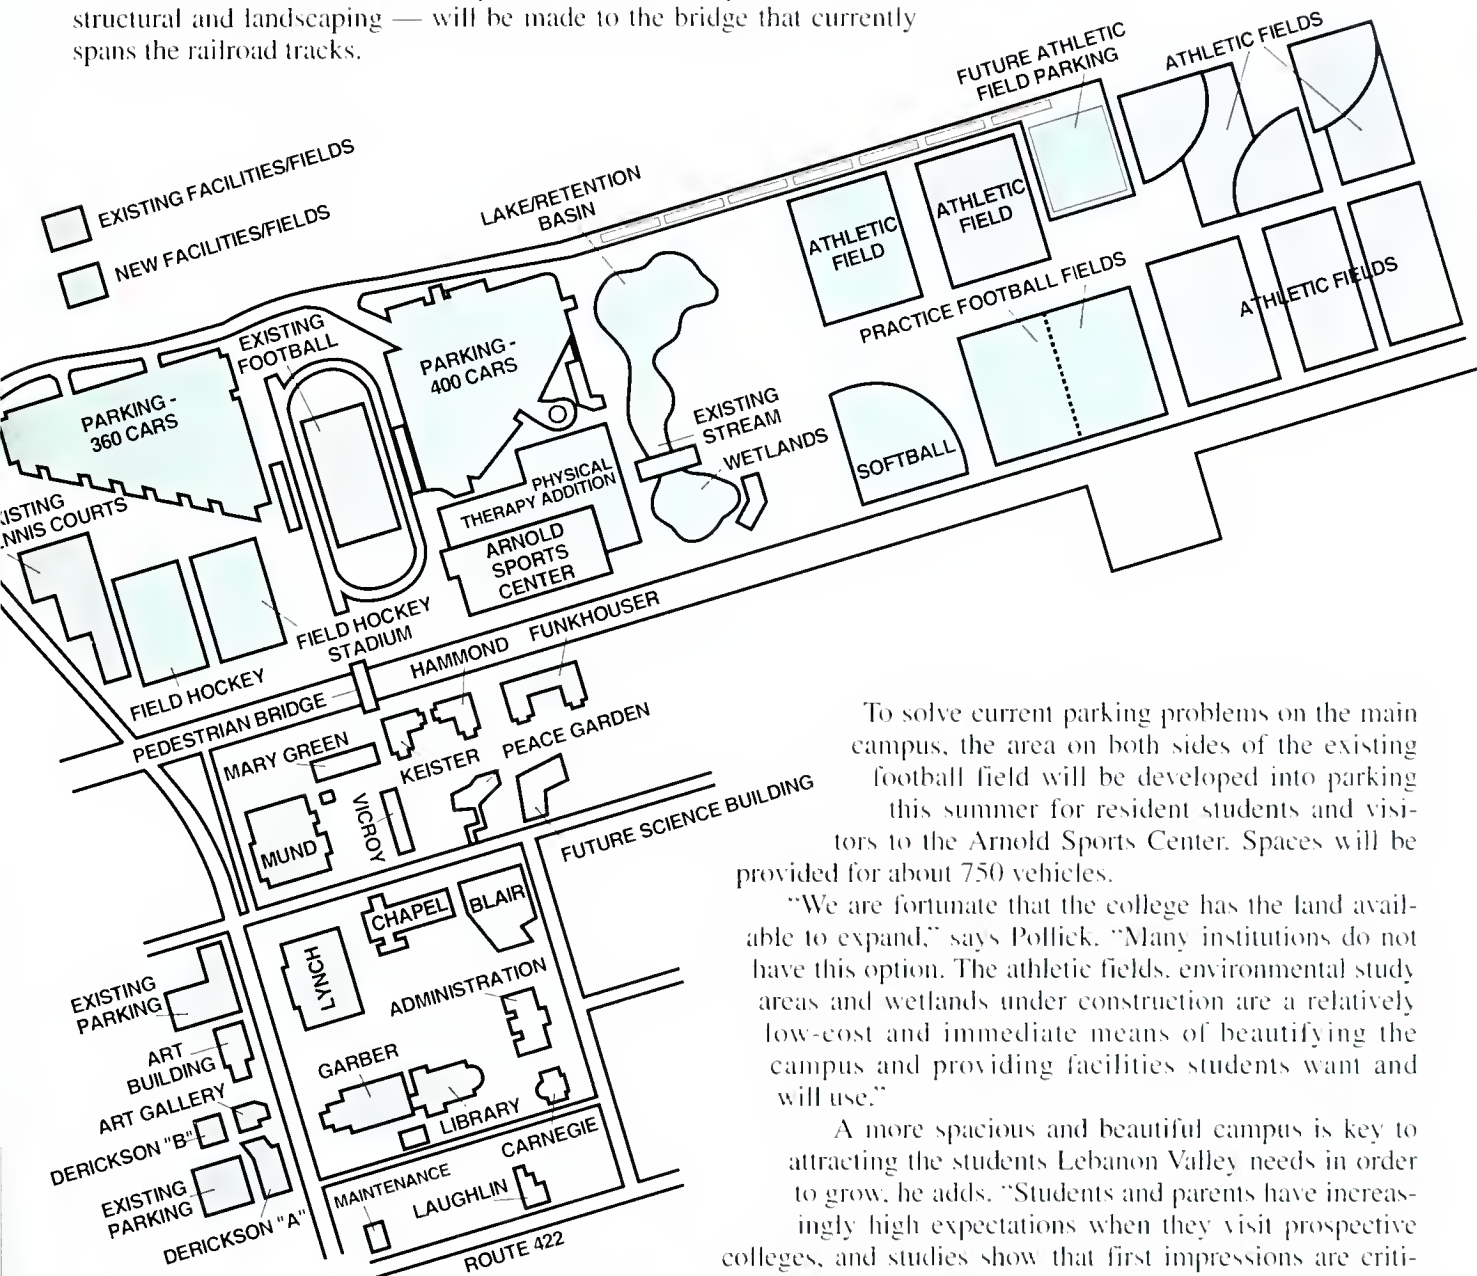 structural and landscaping — will be made to the bridge that currently
spans the railroad tracks.
EXISTING FACILITIES/FIELDS
NEW FACILITIES/FIELDS
LAKE/RETENTION
BASIN
FUTURE ATHLETIC
FIELD PARKING
ATHLETIC FIELDS
ATHLETIC
FIELD
ATHLETIC
FIELD
PRACTICE FOOTBALL FIELDS
ATHLETIC FIELDS
EXISTING
FOOTBALL
PARKING -
400 CARS
PARKING -
360 CARS
EXISTING
STREAM
WETLANDS
SOFTBALL
PHYSICAL
THERAPY ADDITION
ARNOLD
SPORTS
CENTER
ISTING
NNIS COURTS
FIELD HOCKEY
STADIUM
FIELD HOCKEY
PEDESTRIAN BRIDGE
HAMMOND
FUNKHOUSER
MARY GREEN
KEISTER
PEACE GARDEN
VICROY
MUND
FUTURE SCIENCE BUILDING
CHAPEL
BLAIR
LYNCH
ADMINISTRATION
EXISTING
PARKING
ART
BUILDING
ART GALLERY
DERICKSON "B"
EXISTING
PARKING
DERICKSON "A"
GARBER
LIBRARY
CARNEGIE
MAINTENANCE
LAUGHLIN
ROUTE 422
To solve current parking problems on the main
campus, the area on both sides of the existing
football field will be developed into parking
this summer for resident students and visi-
tors to the Arnold Sports Center. Spaces will be
provided for about 750 vehicles.
"We are fortunate that the college has the land avail-
able to expand," says Pollick. "Many institutions do not
have this option. The athletic fields, environmental study
areas and wetlands under construction are a relatively
low-cost and immediate means of beautifying the
campus and providing facilities students want and
will use."
A more spacious and beautiful campus is key to
attracting the students Lebanon Valley needs in order
to grow, he adds. "Students and parents have increas-
ingly high expectations when they visit prospective
colleges, and studies show that first impressions are criti-